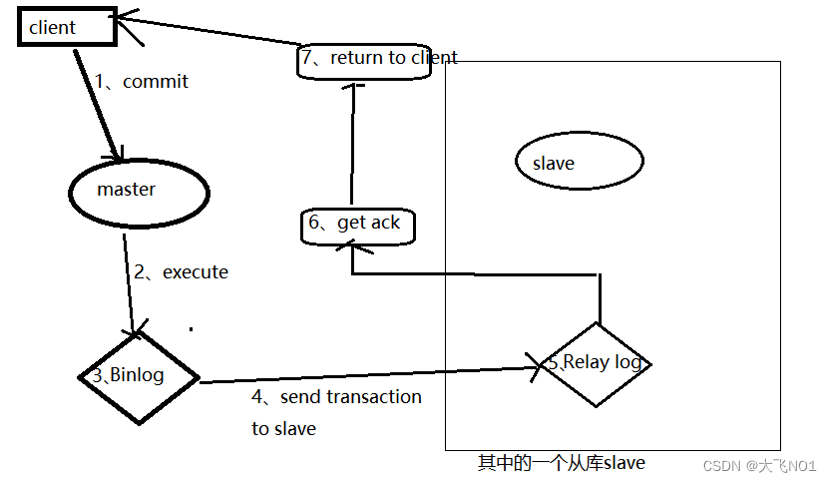 client
1、commit
master
2、execute
3、Binlog
4、send transaction
to slave
5、Relay log
6、get ack
7、return to client
slave
其中的一个从库slave
CSDN @大飞NO1